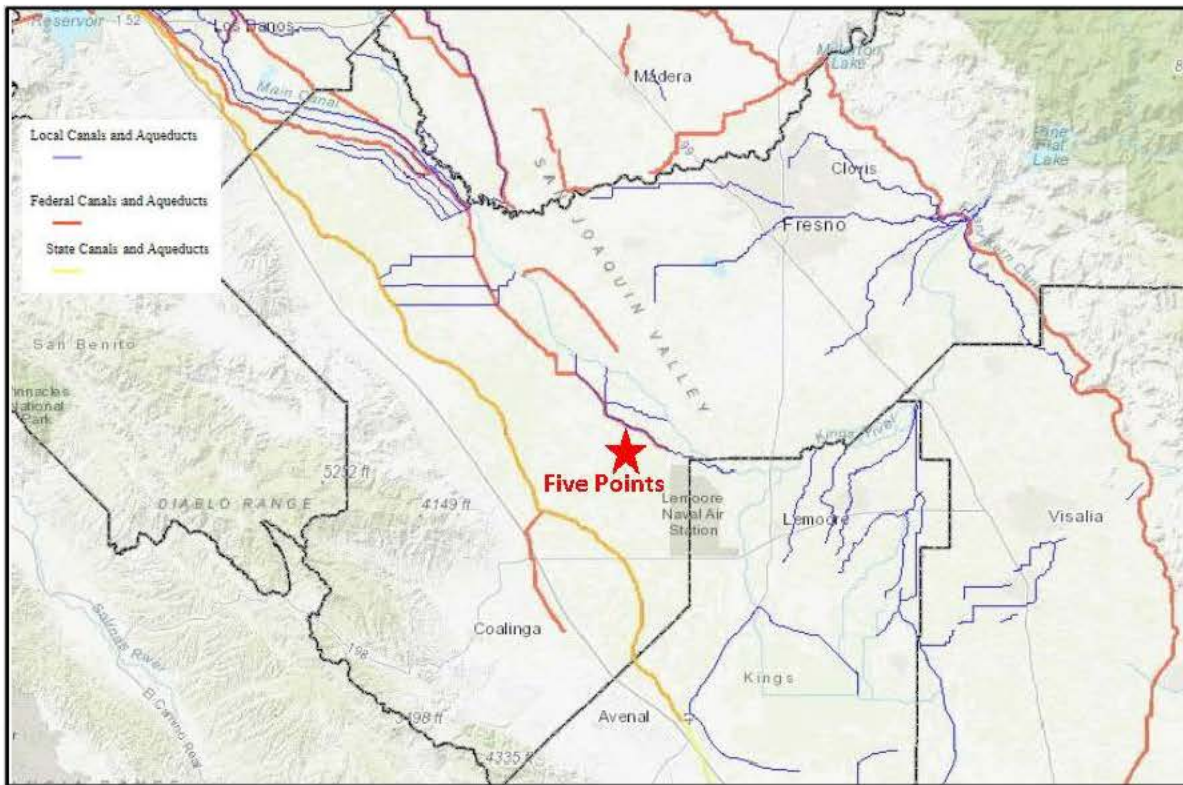 Reservoir
152
Los Banos
Main Canal
Madera
Millerton
Lake
Pine
Flat
Lake
Local Canals and Aqueducts
Federal Canals and Aqueducts
State Canals and Aqueducts
99
Clovis
Fresno
SAN JOAQUIN VALLEY
San Benito
Pinnacles
National
Park
Kings River
Five Points
5252 ft
4149 ft
DIABLO RANGE
Lemoore
Naval Air
Station
Lemoore
Visalia
Coalinga
Salinas River
El Camino Real
198
Kings
Avenal
3498 ft
4335 ft